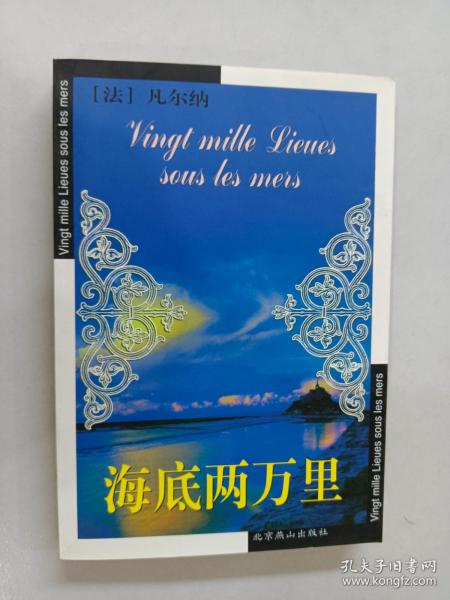 [法] 凡尔纳
Vingt mille Lieues
sous les mers
Vingt mille Lieues sous les mers
Vingt mille Lieues sous les mers
海底两万里
北京燕山出版社
孔夫子旧书网
www.kongfz.com